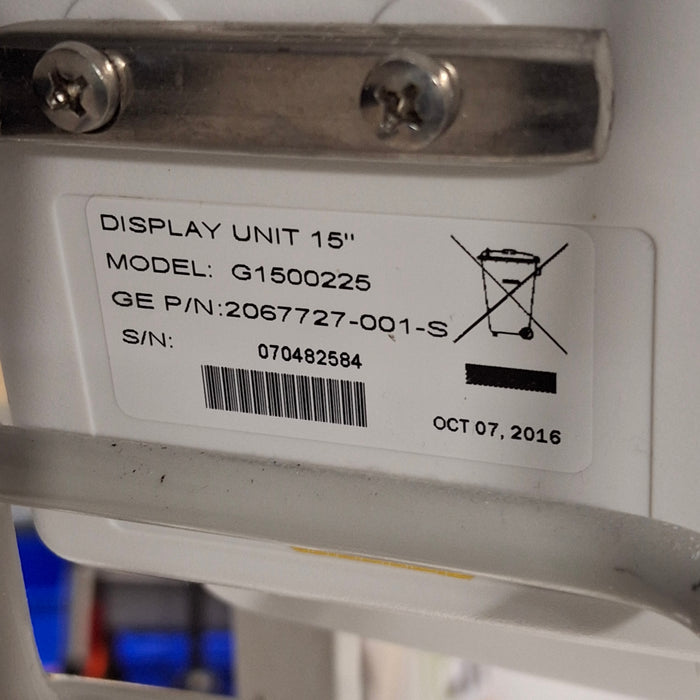 DISPLAY UNIT 15"
MODEL: G1500225
GE P/N:2067727-001-S
S/N:
070482584
OCT 07, 2016